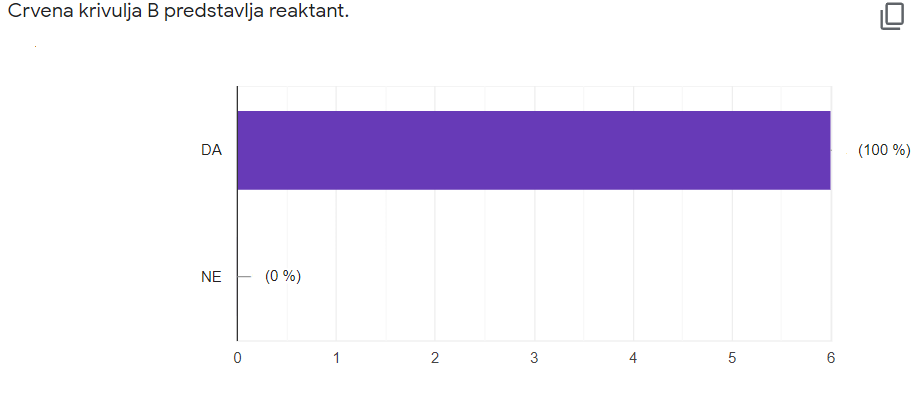 Crvena krivulja B predstavlja reaktant.
DA
(100 %)
NE
(0 %)
0 1 2 3 4 5 6